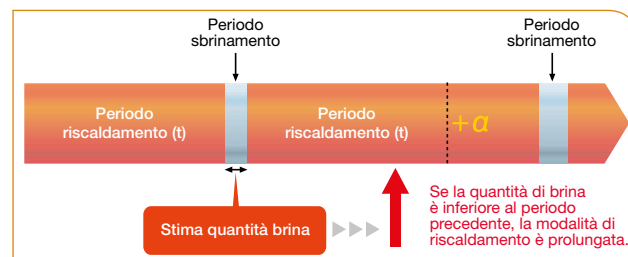 Periodo
sbrinamento
Periodo
sbrinamento
Periodo
riscaldamento (t)
Periodo
riscaldamento (t)
+α
Stima quantità brina
Se la quantità di brina
è inferiore al periodo
precedente, la modalità di
riscaldamento è prolungata.